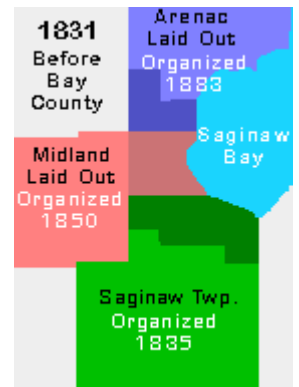 1831
Before
Bay
County
Arenac
Laid Out
Organized
1883
Saginaw
Bay
Midland
Laid Out
Organized
1850
Saginaw Twp.
Organized
1835